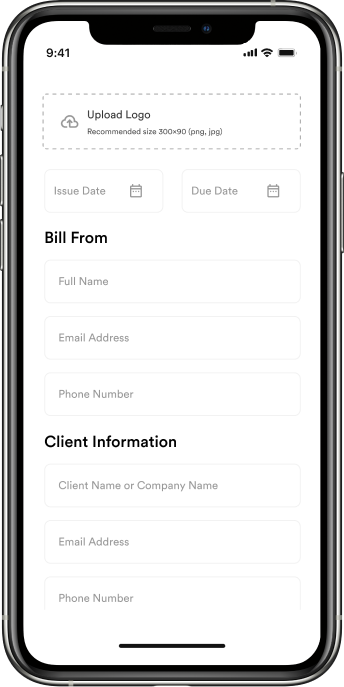 9:41
Upload Logo
Recommended size 300×90 (png, jpg)
Issue Date
Due Date
Bill From
Full Name
Email Address
Phone Number
Client Information
Client Name or Company Name
Email Address
Phone Number